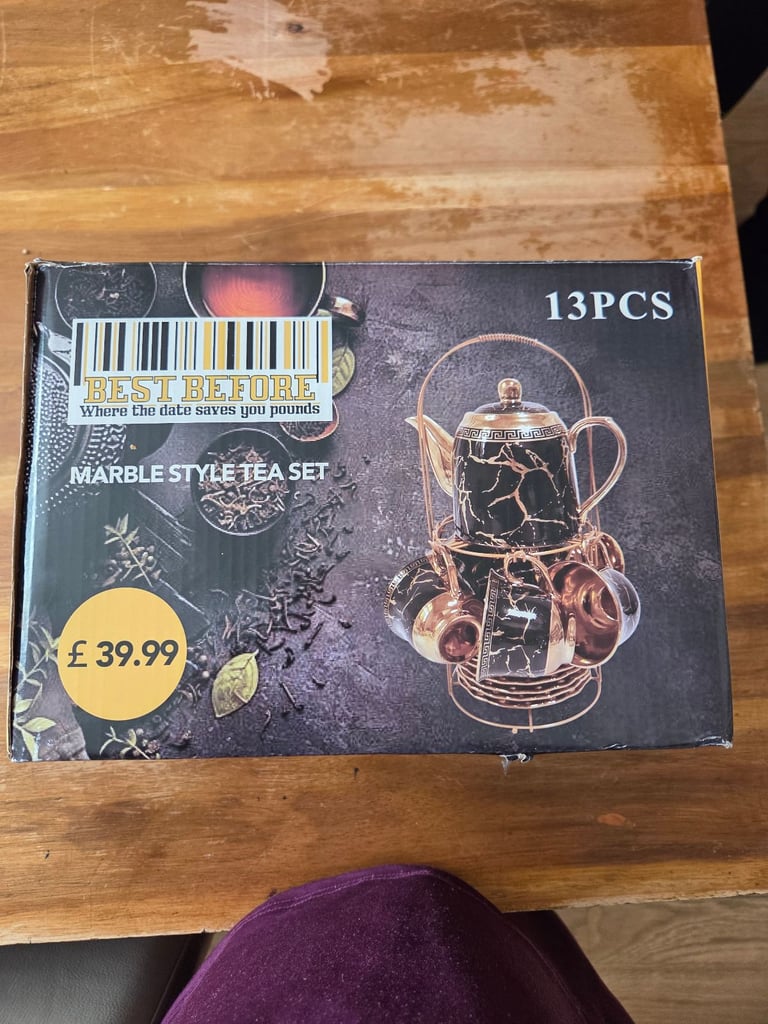 13PCS
BEST BEFORE
Where the date saves you pounds
MARBLE STYLE TEA SET
£ 39.99